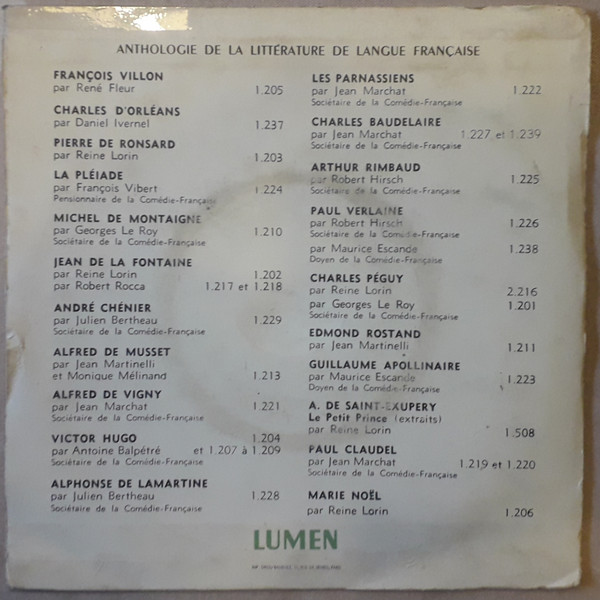 ANTHOLOGIE DE LA LITTÉRATURE DE LANGUE FRANÇAISE
FRANÇOIS VILLON
par René Fleur 1.205
CHARLES D'ORLÉANS
par Daniel Ivernel 1.237
PIERRE DE RONSARD
par Reine Lorin 1.203
LA PLÉIADE
par François Vibert 1.224
Pensionnaire de la Comédie-Française
MICHEL DE MONTAIGNE
par Georges Le Roy 1.210
Sociétaire de la Comédie-Française
JEAN DE LA FONTAINE
par Reine Lorin 1.202
par Robert Rocca 1.217 et 1.218
ANDRÉ CHÉNIER
par Julien Bertheau 1.229
Sociétaire de la Comédie-Française
ALFRED DE MUSSET
par Jean Martinelli
et Monique Mélinand 1.213
ALFRED DE VIGNY
par Jean Marchat 1.221
Sociétaire de la Comédie-Française
VICTOR HUGO 1.204
par Antoine Balpétré et 1.207 à 1.209
Sociétaire de la Comédie-Française
ALPHONSE DE LAMARTINE
par Julien Bertheau 1.228
Sociétaire de la Comédie-Française
LES PARNASSIENS
par Jean Marchat 1.222
Sociétaire de la Comédie-Française
CHARLES BAUDELAIRE
par Jean Marchat 1.227 et 1.239
Sociétaire de la Comédie-Française
ARTHUR RIMBAUD
par Robert Hirsch 1.225
Sociétaire de la Comédie-Française
PAUL VERLAINE
par Robert Hirsch 1.226
Sociétaire de la Comédie-Française
par Maurice Escande 1.238
Doyen de la Comédie-Française
CHARLES PÉGUY
par Reine Lorin 2.216
par Georges Le Roy 1.201
EDMOND ROSTAND
par Jean Martinelli 1.211
GUILLAUME APOLLINAIRE
par Maurice Escande 1.223
Doyen de la Comédie-Française
A. DE SAINT-EXUPERY
Le Petit Prince (extraits)
par Reine Lorin 1.508
PAUL CLAUDEL
par Jean Marchat 1.219 et 1.220
Sociétaire de la Comédie-Française
MARIE NOËL
par Reine Lorin 1.206
LUMEN